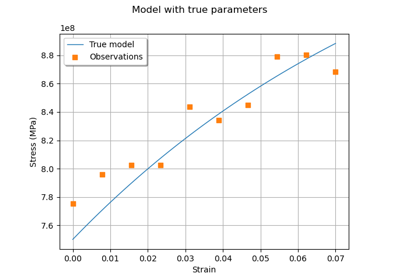 Model with true parameters
1e8
True model
Observations
8.8
8.6
8.4
8.2
8.0
7.8
7.6
Stress (MPa)
0.00 0.01 0.02 0.03 0.04 0.05 0.06 0.07
Strain